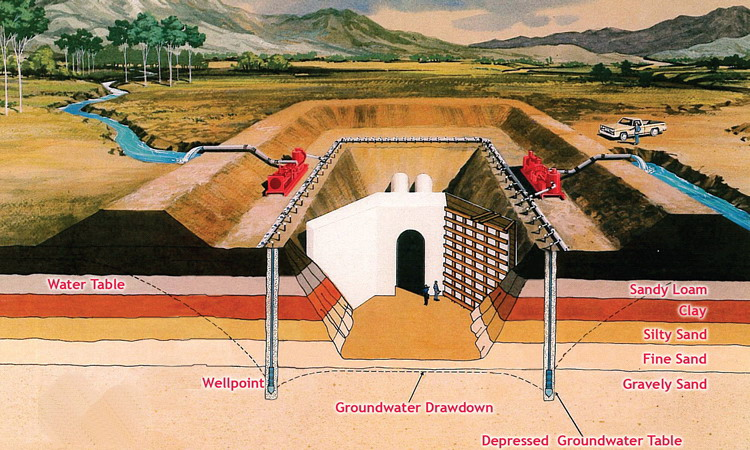 Water Table
Sandy Loam
Clay
Silty Sand
Fine Sand
Wellpoint
Gravely Sand
Groundwater Drawdown
Depressed Groundwater Table